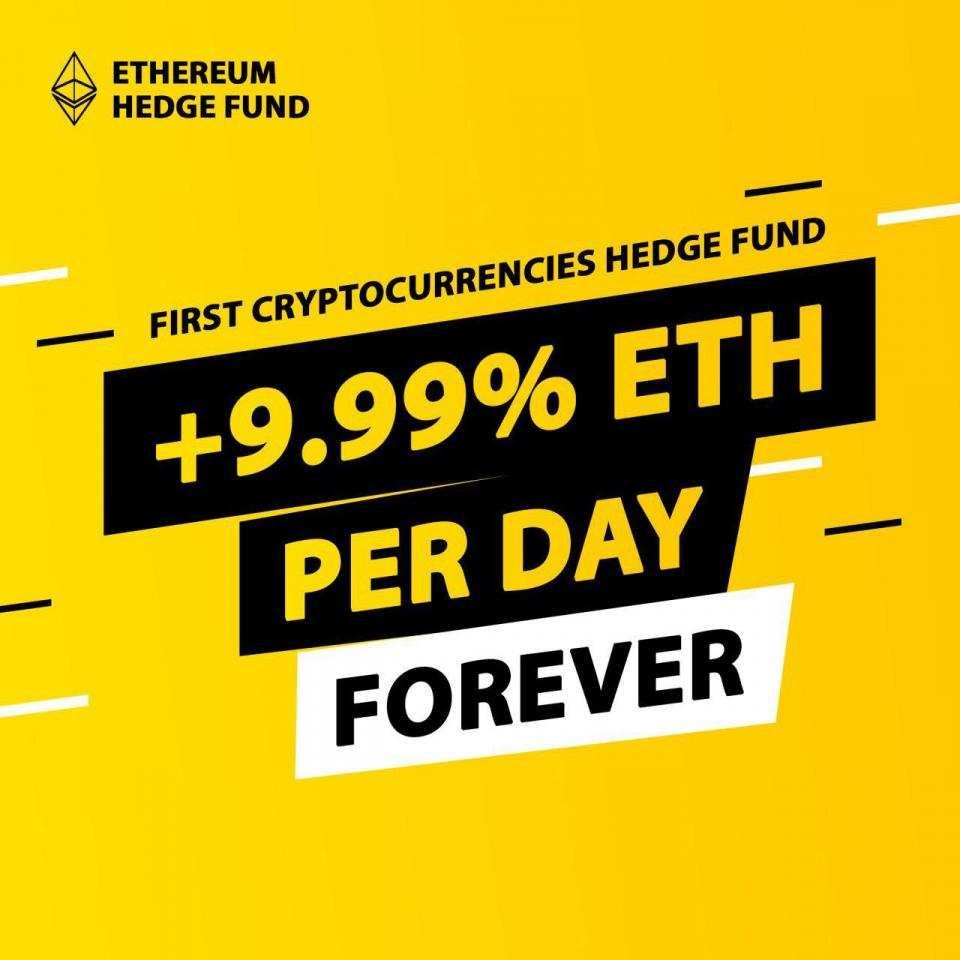 ETHEREUM
HEDGE FUND
FIRST CRYPTOCURRENCIES HEDGE FUND
+9.99% ETH
PER DAY
FOREVER